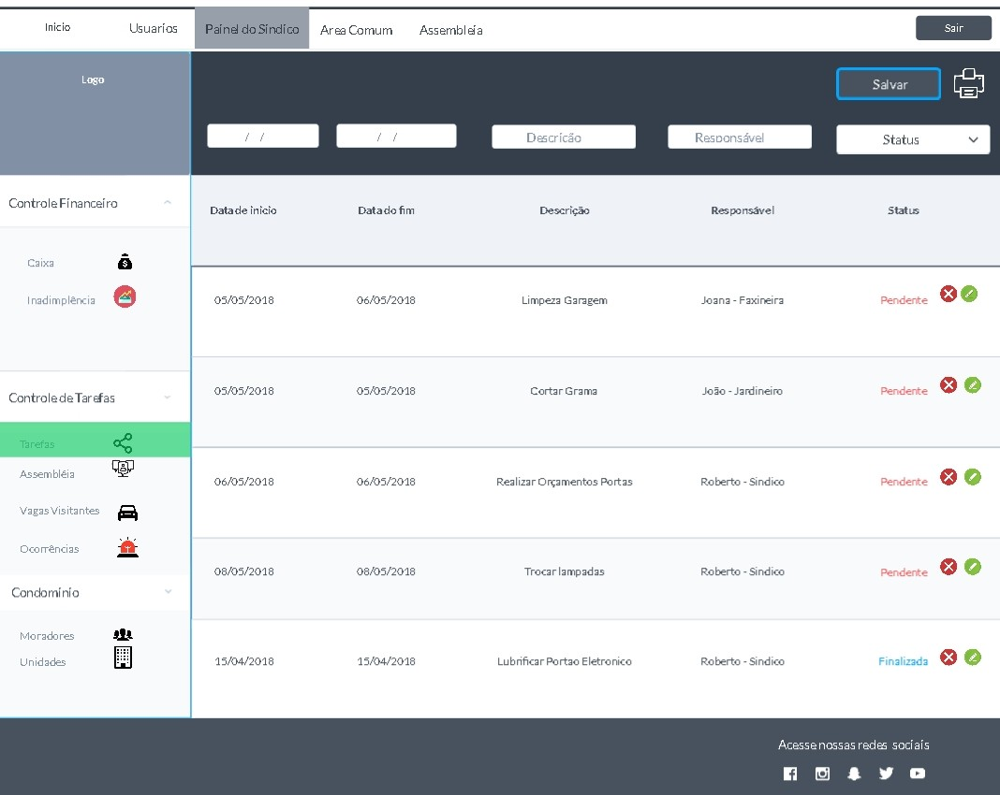 Inicio Usuarios Painel do Sindico Area Comum Assembleia Sair
Logo
Salvar
/ / / / Descrição Responsável Status
Controle Financeiro
Data de inicio Data do fim Descrição Responsável Status
Caixa
Inadimplência
05/05/2018 06/05/2018 Limpeza Garagem Joana - Faxineira Pendente
Controle de Tarefas
05/05/2018 05/05/2018 Cortar Grama João - Jardineiro Pendente
Tarefas
Assembléia
06/05/2018 06/05/2018 Realizar Orçamentos Portas Roberto - Sindico Pendente
Vagas Visitantes
Ocorrências
08/05/2018 08/05/2018 Trocar lampadas Roberto - Sindico Pendente
Condomínio
Moradores
Unidades
15/04/2018 15/04/2018 Lubrificar Portao Eletronico Roberto - Sindico Finalizada
Acesse nossas redes sociais